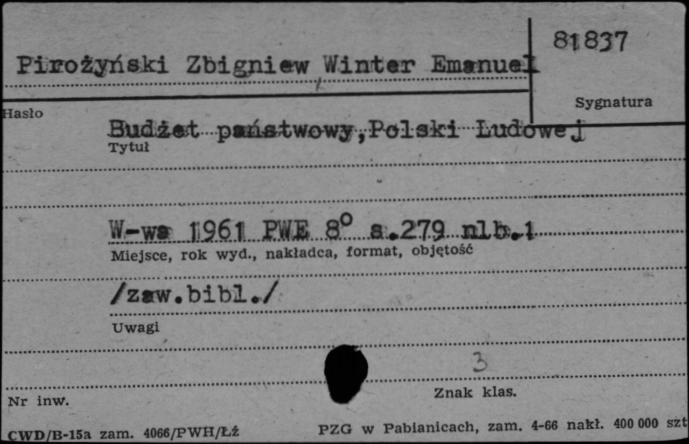 81837
Pirożyński Zbigniew Winter Emanuel
Sygnatura
Hasło
Budżet państwowy,Polski Ludowej
Tytuł
W-wa 1961 PWE 8° s.279 nlb.1
Miejsce, rok wyd., nakładca, format, objętość
/zaw.bibl./
Uwagi
3
Znak klas.
Nr inw.
CWD/B-15a zam. 4066/PWH/Łż PZG w Pabianicach, zam. 4-66 nakł. 400 000 szt